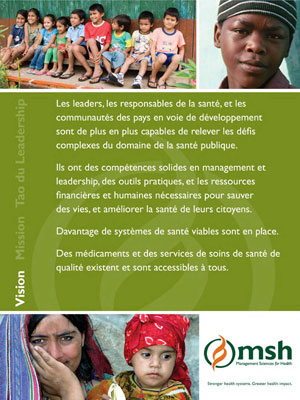 Vision Mission Tao du Leadership
Les leaders, les responsables de la santé, et les
communautés des pays en voie de développement
sont de plus en plus capables de relever les défis
complexes du domaine de la santé publique.
Ils ont des compétences solides en management et
leadership, des outils pratiques, et les ressources
financières et humaines nécessaires pour sauver
des vies, et améliorer la santé de leurs citoyens.
Davantage de systèmes de santé viables sont en place.
Des médicaments et des services de soins de santé de
qualité existent et sont accessibles à tous.
msh
Management Sciences for Health
Stronger health systems. Greater health impact.